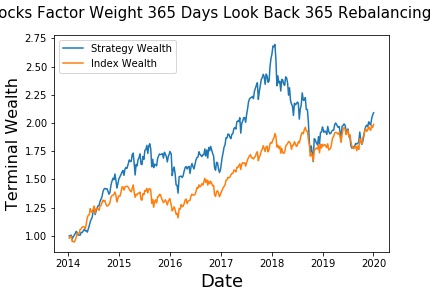 ocks Factor Weight 365 Days Look Back 365 Rebalancing
2.75
2.50
2.25
2.00
1.75
1.50
1.25
1.00
Terminal Wealth
Strategy Wealth
Index Wealth
2014 2015 2016 2017 2018 2019 2020
Date